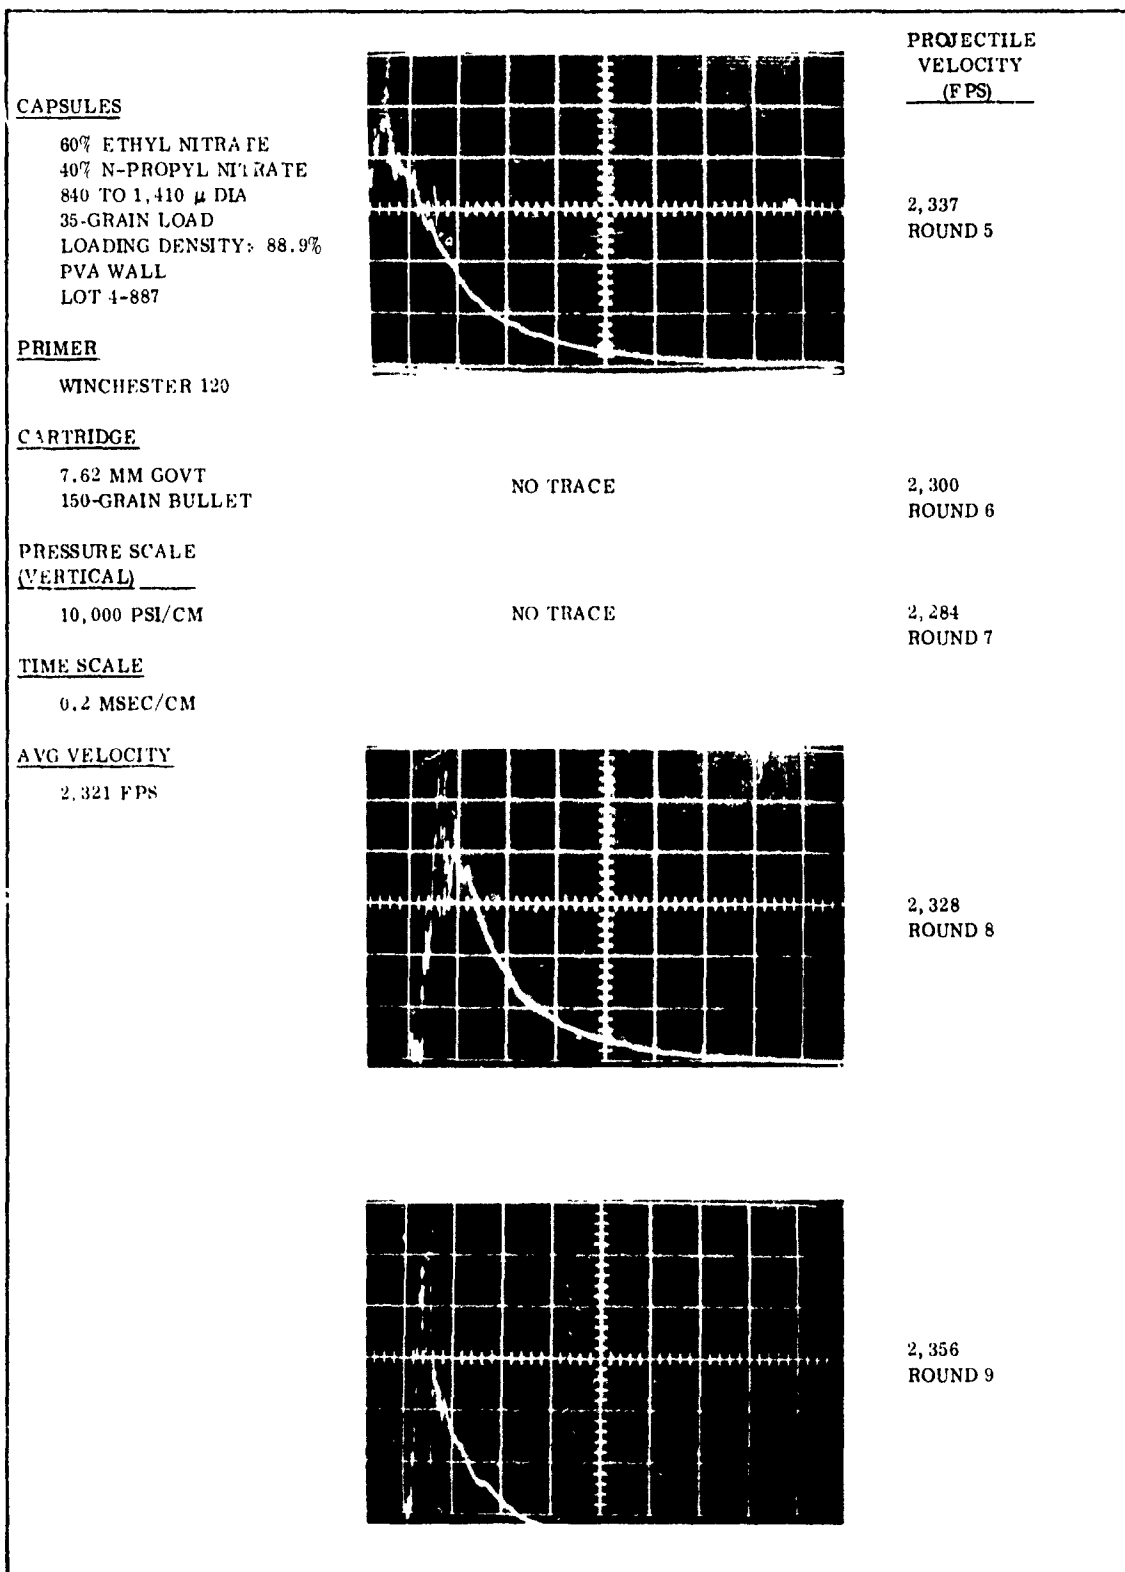 CAPSULES
60% ETHYL NITRATE
40% N-PROPYL NITRATE
840 TO 1,410 μ DIA
35-GRAIN LOAD
LOADING DENSITY: 88.9%
PVA WALL
LOT 4-887
PRIMER
WINCHESTER 120
CARTRIDGE
7.62 MM GOVT
150-GRAIN BULLET
PRESSURE SCALE
(VERTICAL)
10,000 PSI/CM
TIME SCALE
0.2 MSEC/CM
AVG VELOCITY
2,321 FPS
NO TRACE
NO TRACE
PROJECTILE
VELOCITY
(FPS)
2,337
ROUND 5
2,300
ROUND 6
2,284
ROUND 7
2,328
ROUND 8
2,356
ROUND 9